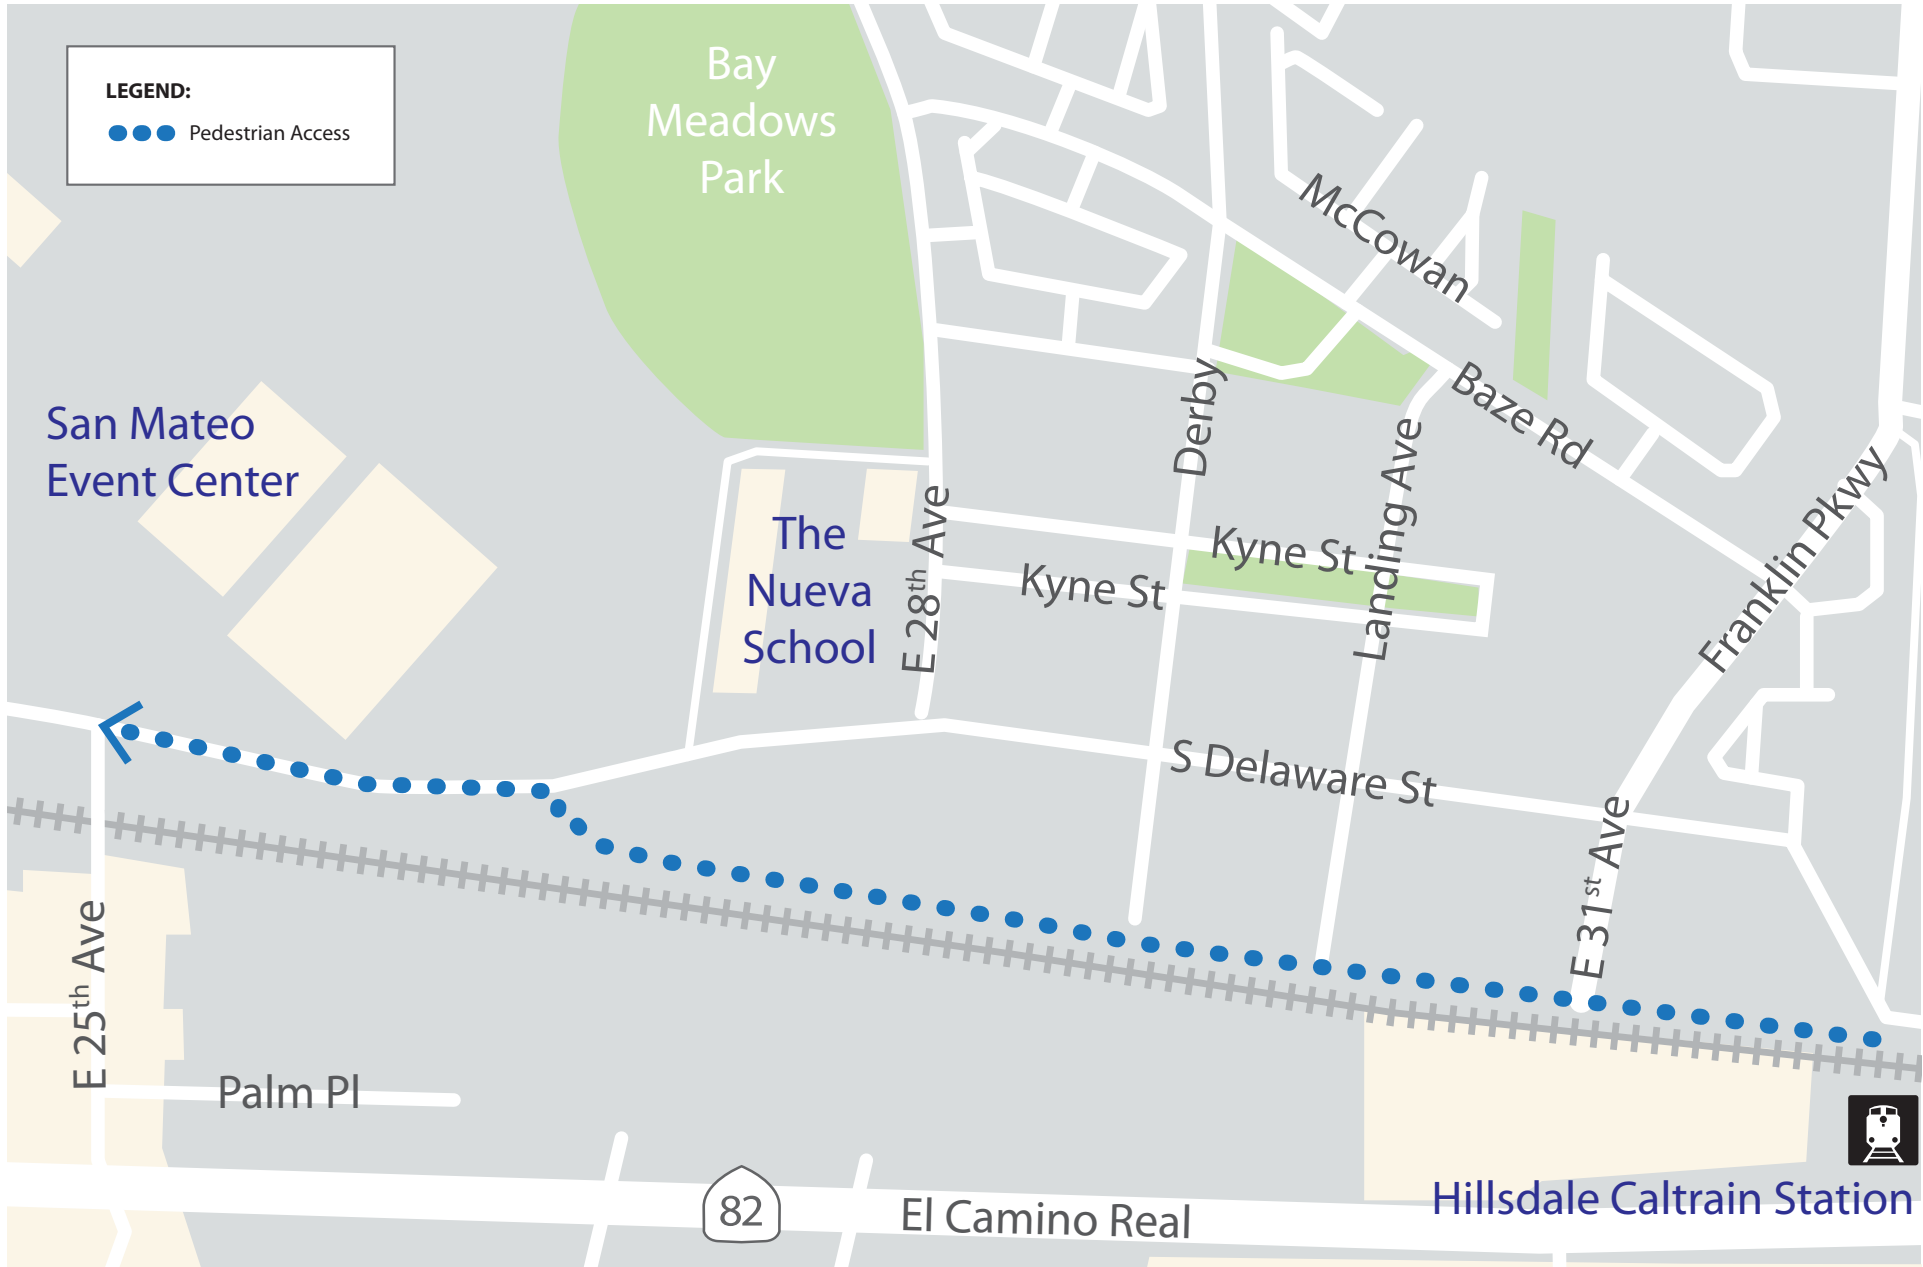 LEGEND:
Pedestrian Access
Bay
Meadows
Park
McCowan
Baze Rd
Derby
Landing Ave
Franklin Pkwy
San Mateo
Event Center
The
Nueva
School
E 28th Ave
Kyne St
Kyne St
S Delaware St
E 31st Ave
E 25th Ave
Palm Pl
82
El Camino Real
Hillsdale Caltrain Station